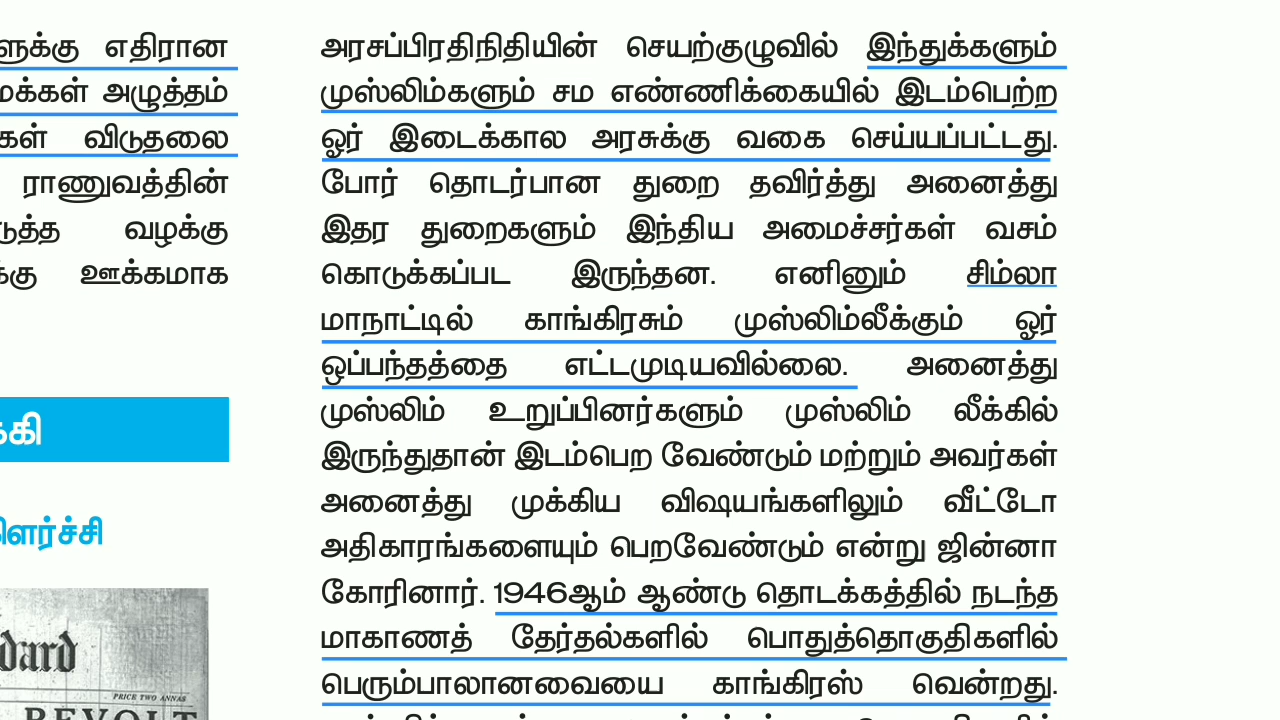 எதிரான
அழுத்தம்
விடுதலை
ராணுவத்தின்
வழக்கு
ஊக்கமாக
PRICE TWO ANNAS
REVOLT
அரசப்பிரதிநிதியின் செயற்குழுவில் இந்துக்களும்
முஸ்லிம்களும் சம எண்ணிக்கையில் இடம்பெற்ற
ஓர் இடைக்கால அரசுக்கு வகை செய்யப்பட்டது.
போர் தொடர்பான துறை தவிர்த்து அனைத்து
இதர துறைகளும் இந்திய அமைச்சர்கள் வசம்
கொடுக்கப்பட இருந்தன. எனினும் சிம்லா
மாநாட்டில் காங்கிரசும் முஸ்லிம்லீக்கும் ஓர்
ஒப்பந்தத்தை எட்டமுடியவில்லை. அனைத்து
முஸ்லிம் உறுப்பினர்களும் முஸ்லிம் லீக்கில்
இருந்துதான் இடம்பெற வேண்டும் மற்றும் அவர்கள்
அனைத்து முக்கிய விஷயங்களிலும் வீட்டோ
அதிகாரங்களையும் பெறவேண்டும் என்று ஜின்னா
கோரினார். 1946ஆம் ஆண்டு தொடக்கத்தில் நடந்த
மாகாணத் தேர்தல்களில் பொதுத்தொகுதிகளில்
பெரும்பாலானவையை காங்கிரஸ் வென்றது.